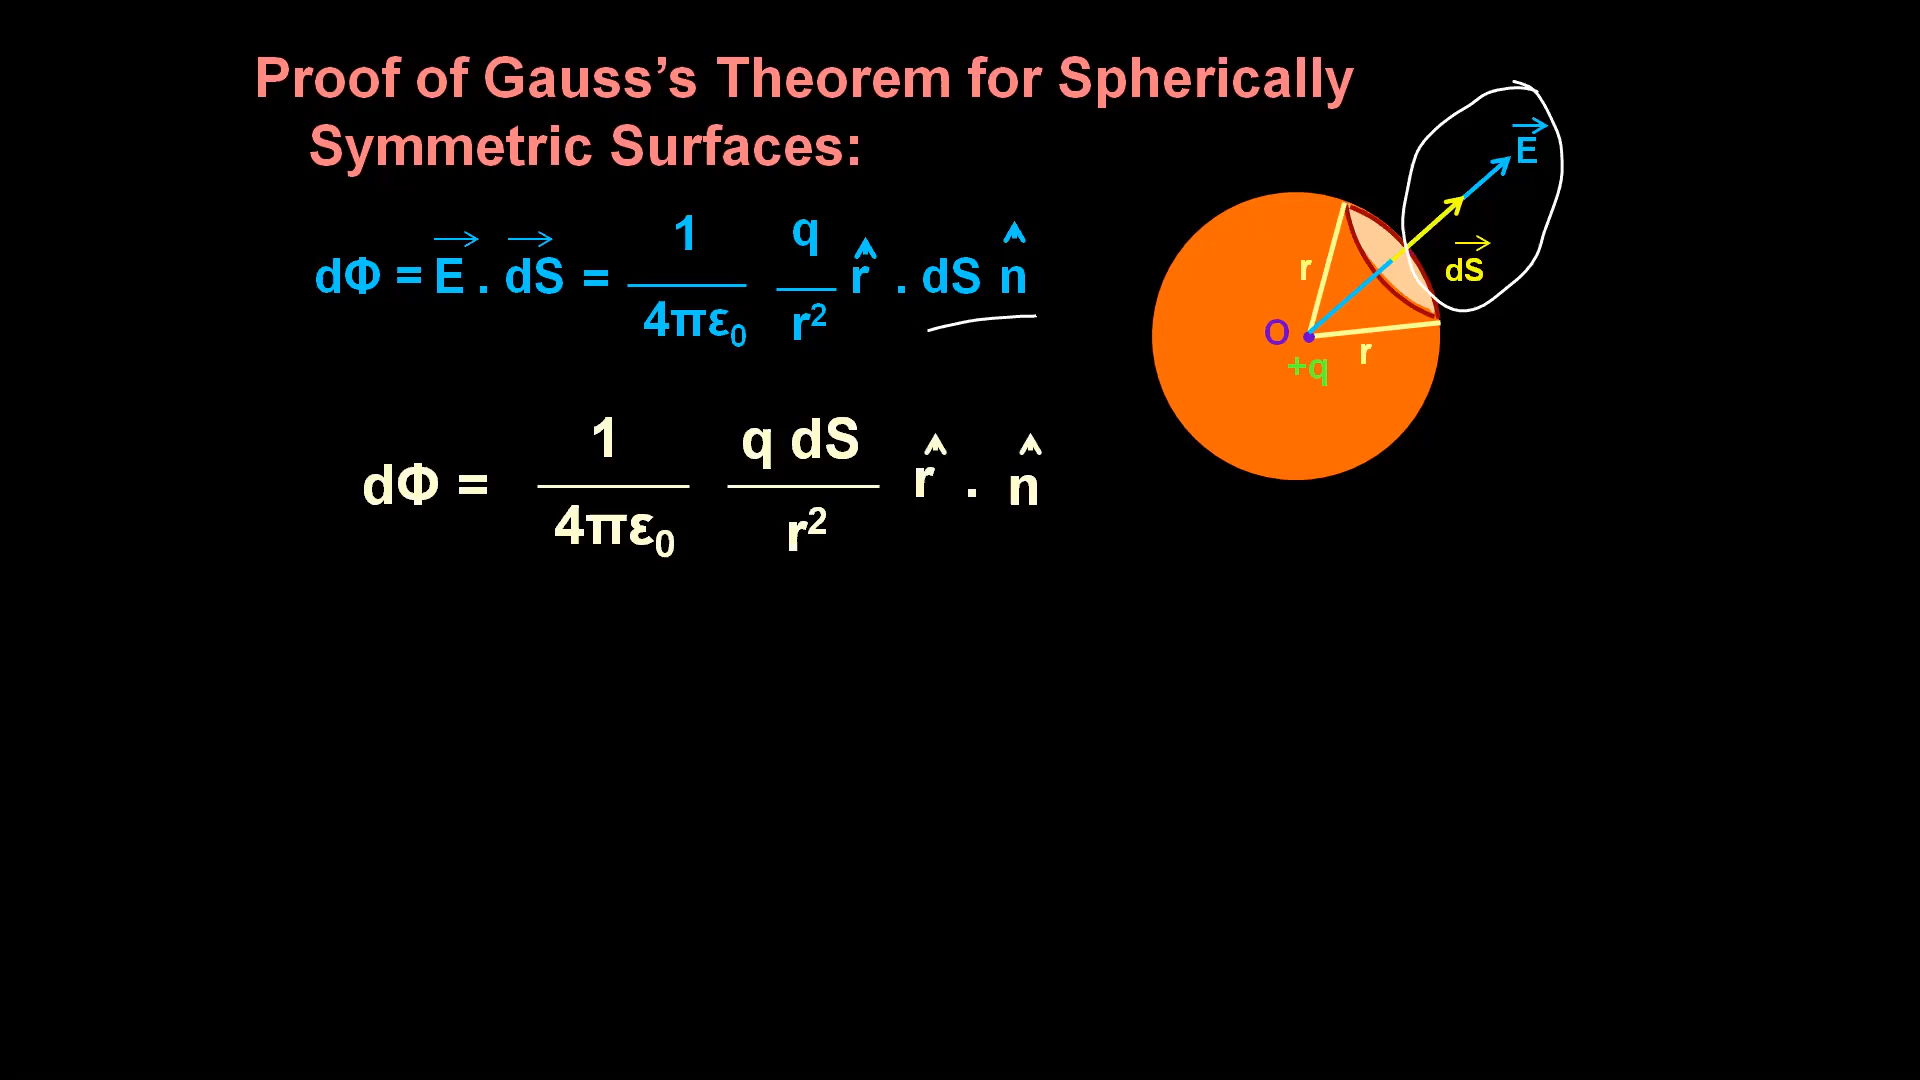 Proof of Gauss’s Theorem for Spherically
Symmetric Surfaces:
dΦ = E⃗ . dS⃗ = 1/4πε₀ q/r² r̂ . dS n̂
dΦ = 1/4πε₀ q dS/r² r̂ . n̂
E⃗
dS⃗
r
O
r
+q